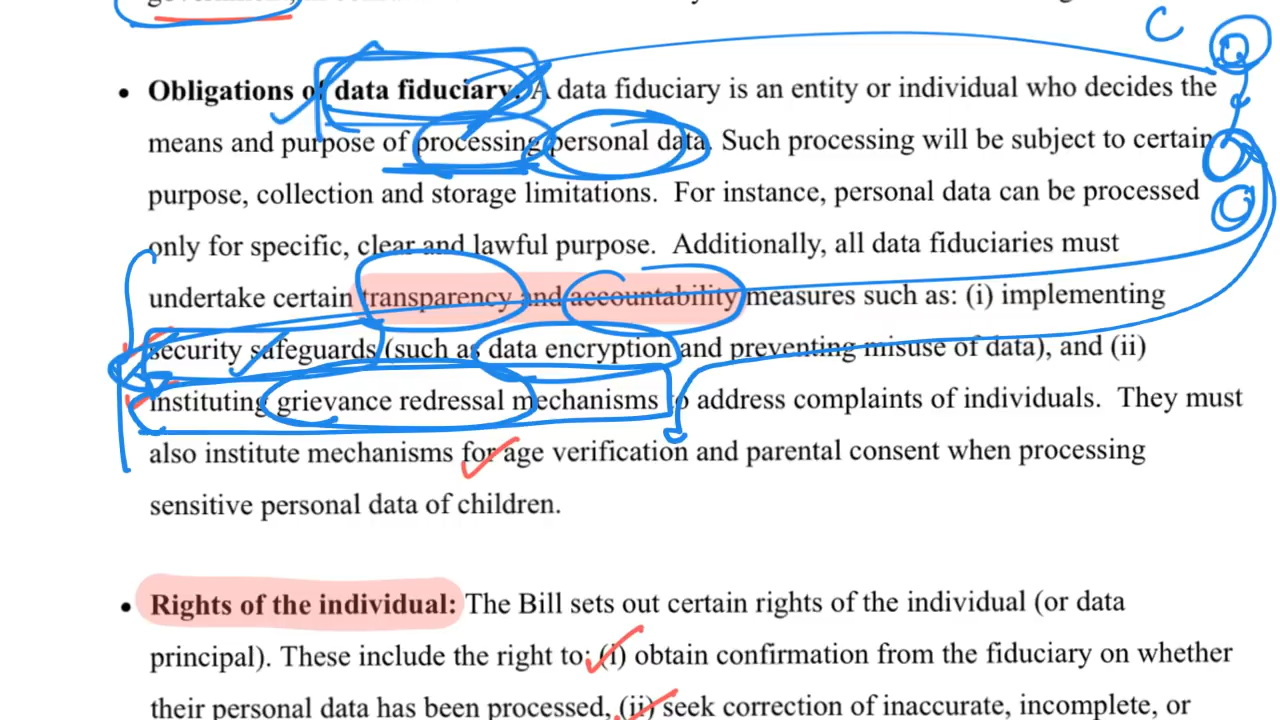 C
• Obligations of data fiduciary: A data fiduciary is an entity or individual who decides the
means and purpose of processing personal data. Such processing will be subject to certain
purpose, collection and storage limitations. For instance, personal data can be processed
only for specific, clear and lawful purpose. Additionally, all data fiduciaries must
undertake certain transparency and accountability measures such as: (i) implementing
security safeguards (such as data encryption and preventing misuse of data), and (ii)
instituting grievance redressal mechanisms to address complaints of individuals. They must
also institute mechanisms for age verification and parental consent when processing
sensitive personal data of children.
• Rights of the individual: The Bill sets out certain rights of the individual (or data
principal). These include the right to: (i) obtain confirmation from the fiduciary on whether
their personal data has been processed, (ii) seek correction of inaccurate, incomplete, or